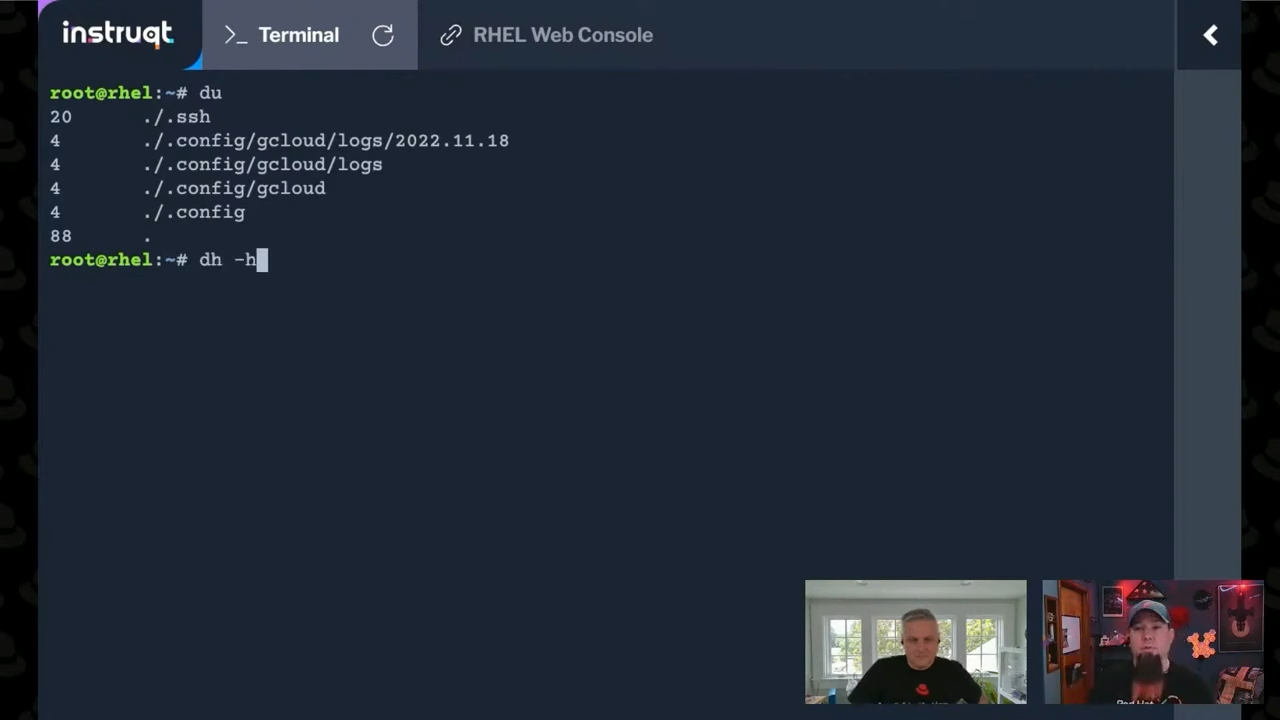 instruqt
>_ Terminal
RHEL Web Console
root@rhel:~# du
20 ./.ssh
4 ./.config/gcloud/logs/2022.11.18
4 ./.config/gcloud/logs
4 ./.config/gcloud
4 ./.config
88 .
root@rhel:~# dh -h